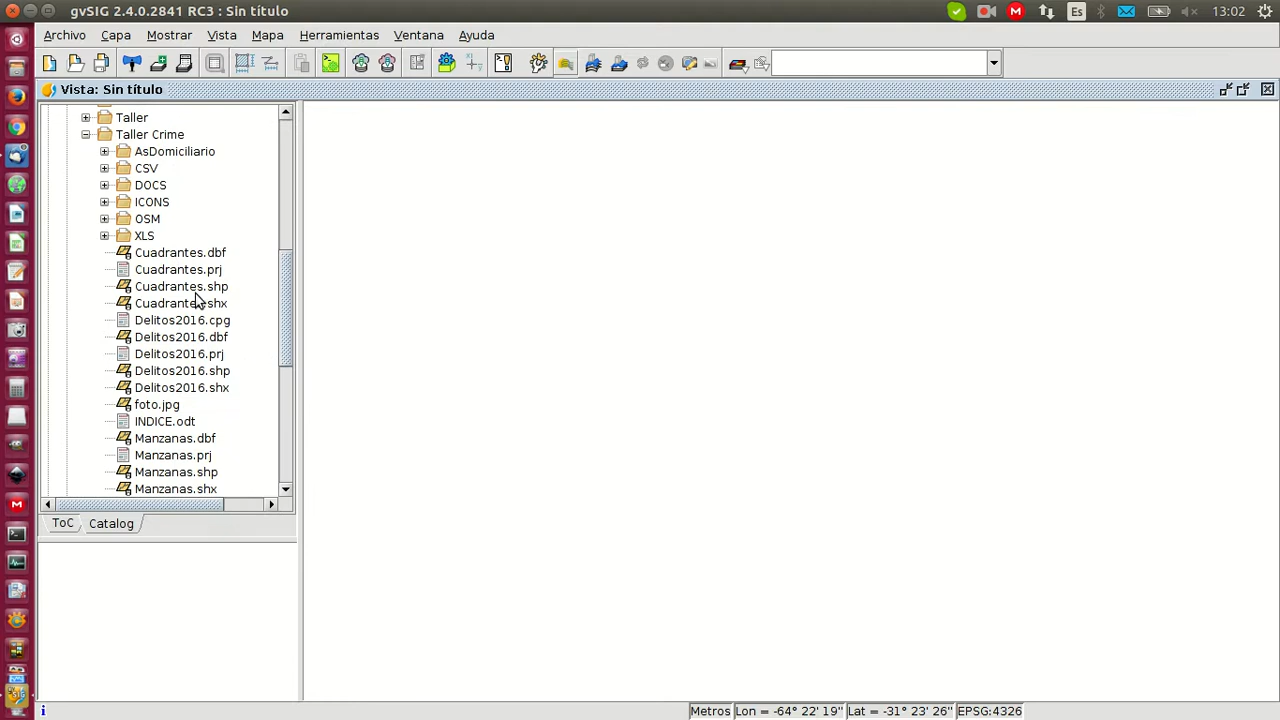 gvSIG 2.4.0.2841 RC3 : Sin título
Es
13:02
Archivo Capa Mostrar Vista Mapa Herramientas Ventana Ayuda
Vista: Sin título
Taller
Taller Crime
AsDomiciliario
CSV
DOCS
ICONS
OSM
XLS
Cuadrantes.dbf
Cuadrantes.prj
Cuadrantes.shp
Cuadrantes.shx
Delitos2016.cpg
Delitos2016.dbf
Delitos2016.prj
Delitos2016.shp
Delitos2016.shx
foto.jpg
INDICE.odt
Manzanas.dbf
Manzanas.prj
Manzanas.shp
Manzanas.shx
ToC Catalog
Metros Lon = -64° 22' 19" Lat = -31° 23' 26" EPSG:4326